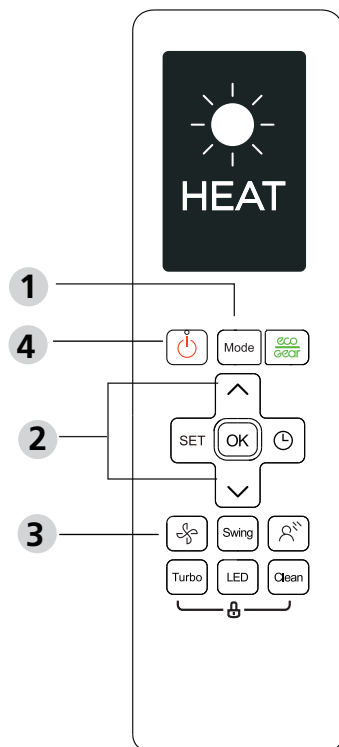 HEAT
1
4
Mode
eco
Gear
2
SET
OK
3
Swing
Turbo
LED
Clean